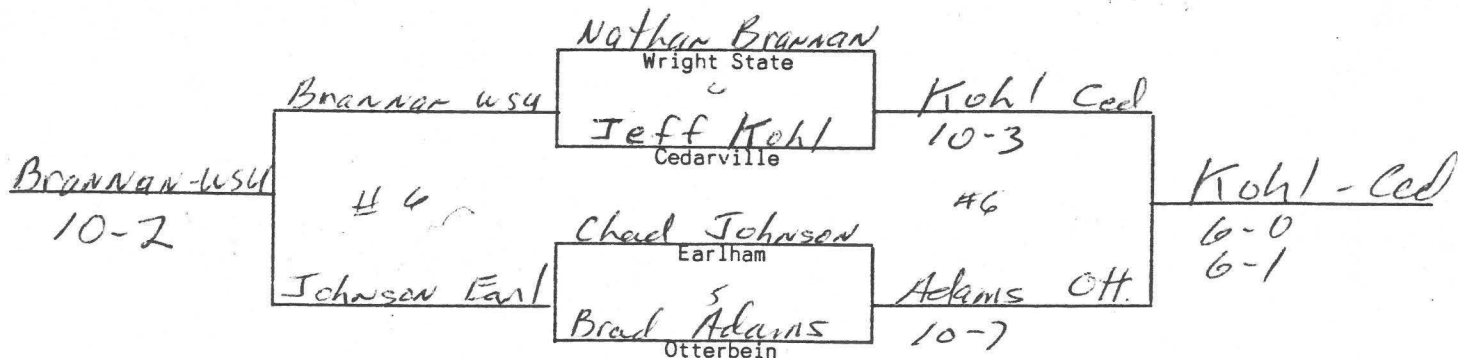 Nathan Brannan
Wright State
Brannan WSU
Kohl Ced
Jeff Kohl
10-3
Cedarville
Brannan-WSU
#6
#6
Kohl - Ced
10-2
6-0
6-1
Chad Johnson
Earlham
Johnson Earl
5
Adams Ott.
Brad Adams
10-7
Otterbein